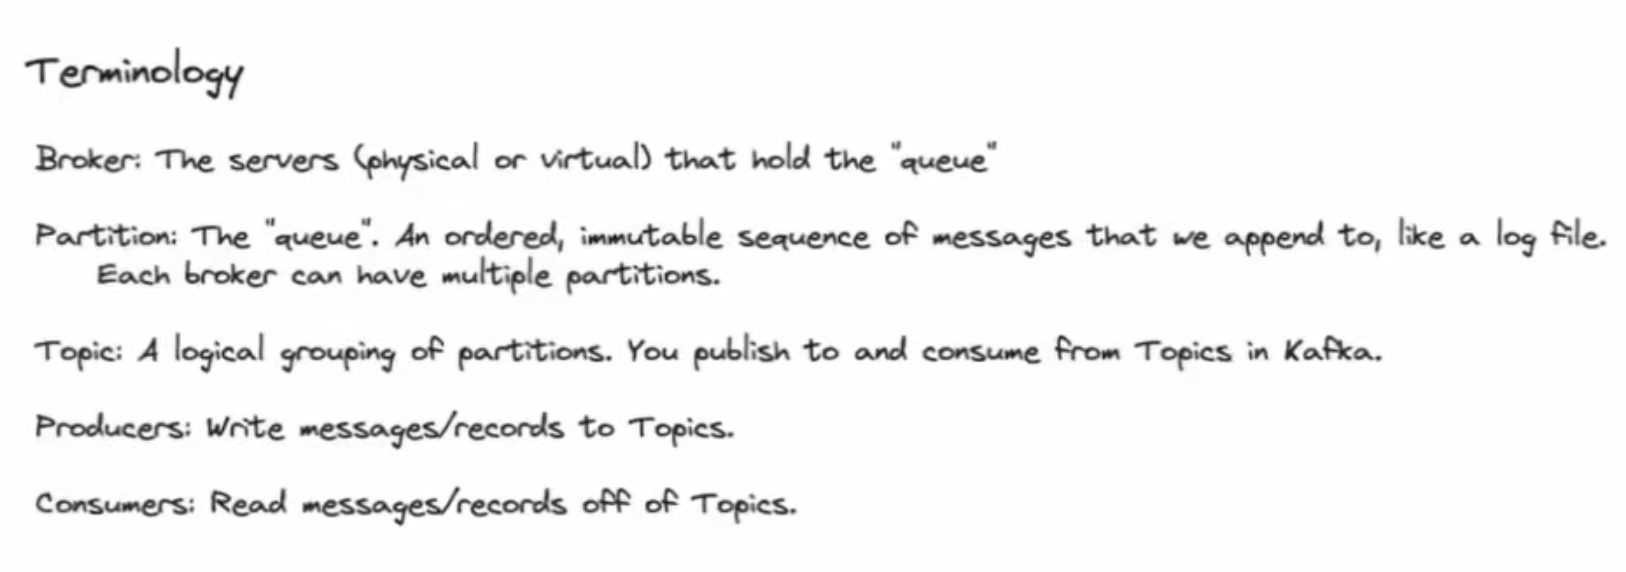 Terminology
Broker: The servers (physical or virtual) that hold the "queue"
Partition: The "queue". An ordered, immutable sequence of messages that we append to, like a log file.
Each broker can have multiple partitions.
Topic: A logical grouping of partitions. You publish to and consume from Topics in Kafka.
Producers: Write messages/records to Topics.
Consumers: Read messages/records off of Topics.